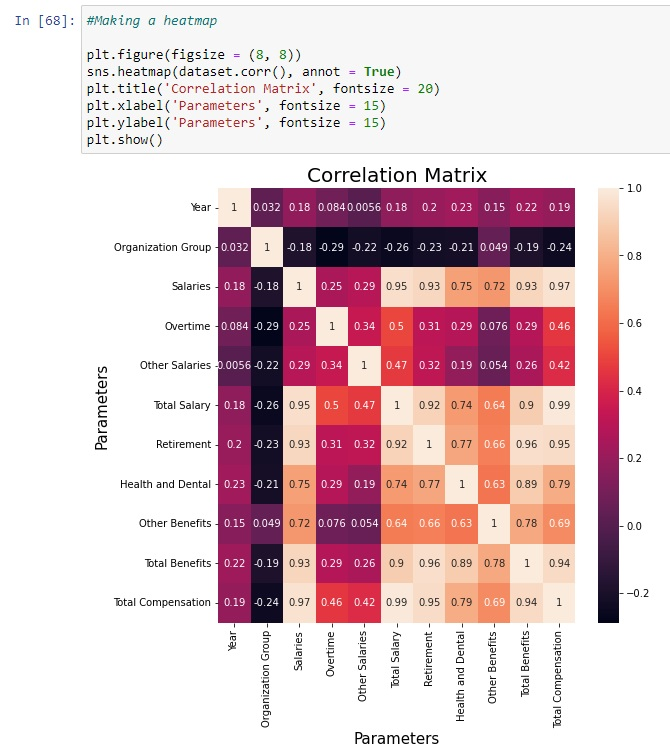 In [68]:
#Making a heatmap
plt.figure(figsize = (8, 8))
sns.heatmap(dataset.corr(), annot = True)
plt.title('Correlation Matrix', fontsize = 20)
plt.xlabel('Parameters', fontsize = 15)
plt.ylabel('Parameters', fontsize = 15)
plt.show()
Correlation Matrix
Year 1 0.032 0.18 0.084 0.0056 0.18 0.2 0.23 0.15 0.22 0.19
Organization Group 0.032 1 -0.18 -0.29 -0.22 -0.26 -0.23 -0.21 0.049 -0.19 -0.24
Salaries 0.18 -0.18 1 0.25 0.29 0.95 0.93 0.75 0.72 0.93 0.97
Overtime 0.084 -0.29 0.25 1 0.34 0.5 0.31 0.29 0.076 0.29 0.46
Other Salaries 0.0056 -0.22 0.29 0.34 1 0.47 0.32 0.19 0.054 0.26 0.42
Total Salary 0.18 -0.26 0.95 0.5 0.47 1 0.92 0.74 0.64 0.9 0.99
Retirement 0.2 -0.23 0.93 0.31 0.32 0.92 1 0.77 0.66 0.96 0.95
Health and Dental 0.23 -0.21 0.75 0.29 0.19 0.74 0.77 1 0.63 0.89 0.79
Other Benefits 0.15 0.049 0.72 0.076 0.054 0.64 0.66 0.63 1 0.78 0.69
Total Benefits 0.22 -0.19 0.93 0.29 0.26 0.9 0.96 0.89 0.78 1 0.94
Total Compensation 0.19 -0.24 0.97 0.46 0.42 0.99 0.95 0.79 0.69 0.94 1
Parameters
Year
Organization Group
Salaries
Overtime
Other Salaries
Total Salary
Retirement
Health and Dental
Other Benefits
Total Benefits
Total Compensation
Parameters
1.0
0.8
0.6
0.4
0.2
0.0
−0.2